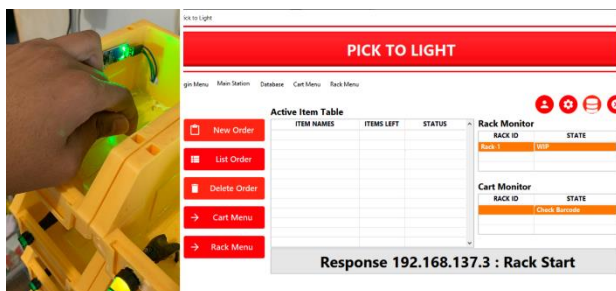 ick to Light
PICK TO LIGHT
gin Menu Main Station Database Cert Menu Rack Menu
Active Item Table
ITEM NAMES ITEMS LEFT STATUS
New Order
List Order
Delete Order
Cart Menu
Rack Menu
Rack Monitor
RACK ID STATE
Rack-1 WIP
Cart Monitor
RACK ID STATE
Check Barcode
Response 192.168.137.3 : Rack Start